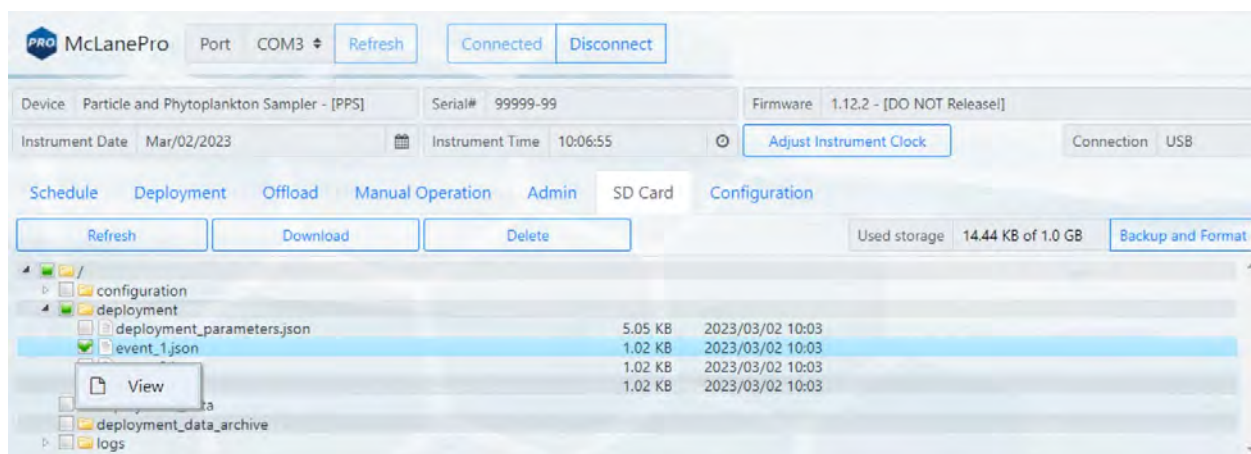 PRO McLanePro Port COM3 Refresh Connected Disconnect
Device Particle and Phytoplankton Sampler - [PPS] Serial# 99999-99 Firmware 1.12.2 - [DO NOT Release!]
Instrument Date Mar/02/2023 Instrument Time 10:06:55 Adjust Instrument Clock Connection USB
Schedule Deployment Offload Manual Operation Admin SD Card Configuration
Refresh Download Delete Used storage 14.44 KB of 1.0 GB Backup and Format
/
configuration
deployment
deployment_parameters.json 5.05 KB 2023/03/02 10:03
event_1.json 1.02 KB 2023/03/02 10:03
1.02 KB 2023/03/02 10:03
View 1.02 KB 2023/03/02 10:03
deployment_data_archive
logs